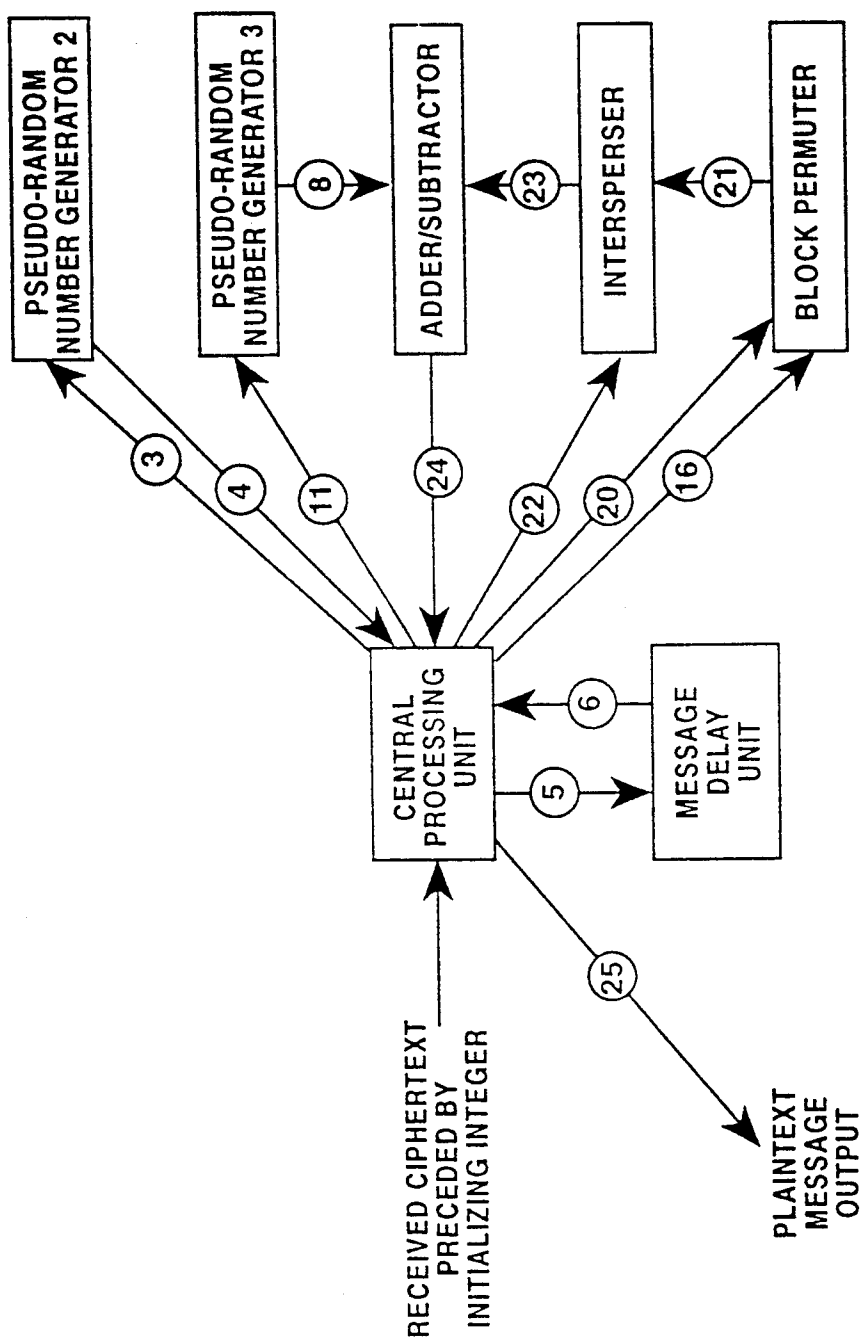 PSEUDO-RANDOM
NUMBER GENERATOR 2
PSEUDO-RANDOM
NUMBER GENERATOR 3
ADDER/SUBTRACTOR
INTERSPERSER
BLOCK PERMUTER
3
4
11
8
24
23
22
21
20
16
CENTRAL
PROCESSING
UNIT
5
6
MESSAGE
DELAY
UNIT
RECEIVED CIPHERTEXT
PRECEDED BY
INITIALIZING INTEGER
25
PLAINTEXT
MESSAGE
OUTPUT